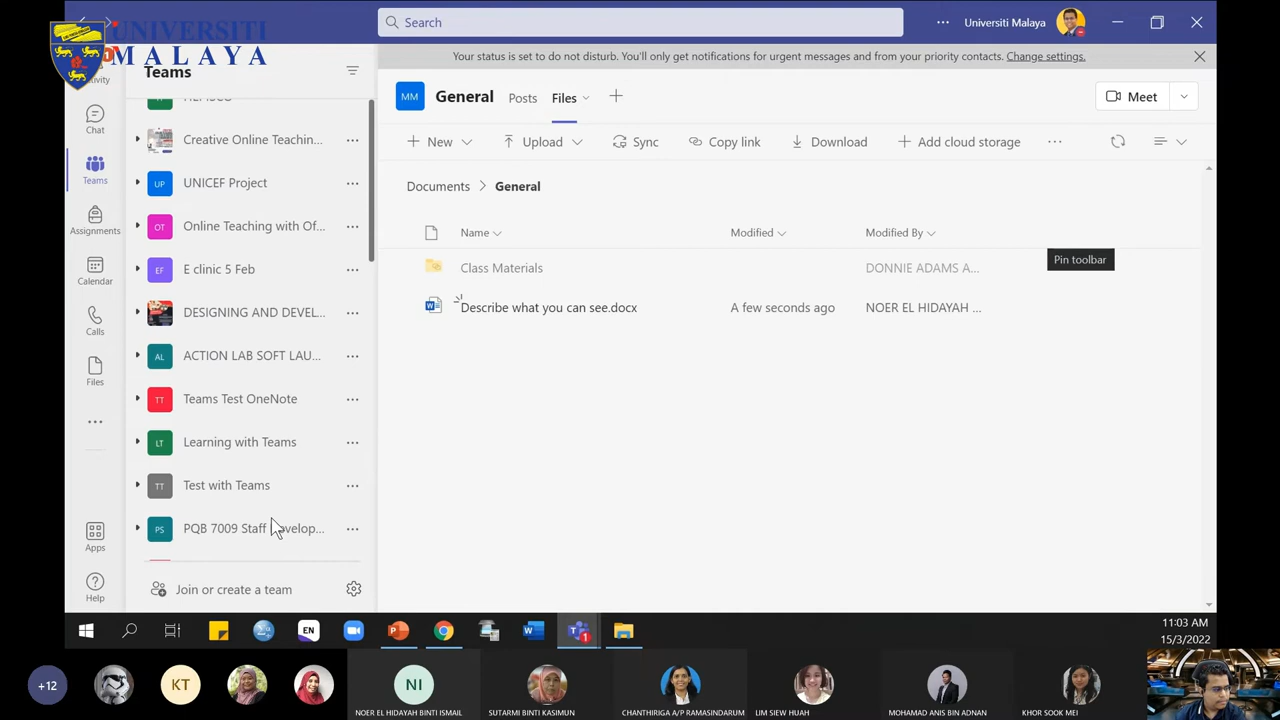 UNIVERSITI
MALAYA
Search
Universiti Malaya
Your status is set to do not disturb. You'll only get notifications for urgent messages and from your priority contacts. Change settings.
Teams
Chat
Teams
Assignments
Calendar
Calls
Files
Apps
Help
Creative Online Teachin...
UP UNICEF Project
OT Online Teaching with Of...
EF E clinic 5 Feb
DESIGNING AND DEVEL...
AL ACTION LAB SOFT LAU...
TT Teams Test OneNote
LT Learning with Teams
TT Test with Teams
PS PQB 7009 Staff
Join or create a team
MM General Posts Files
Meet
New Upload Sync Copy link Download Add cloud storage
Documents > General
Name Modified Modified By
Pin toolbar
Class Materials DONNIE ADAMS A...
Describe what you can see.docx A few seconds ago NOER EL HIDAYAH ...
EN
11:03 AM
15/3/2022
+12
KT
NI
NOER EL HIDAYAH BINTI ISMAIL
SUTARMI BINTI KASIMUN
CHANTHIRIGA A/P RAMASINDARUM
LIM SIEW HUAH
MOHAMAD ANIS BIN ADNAN
KHOR SOOK MEI